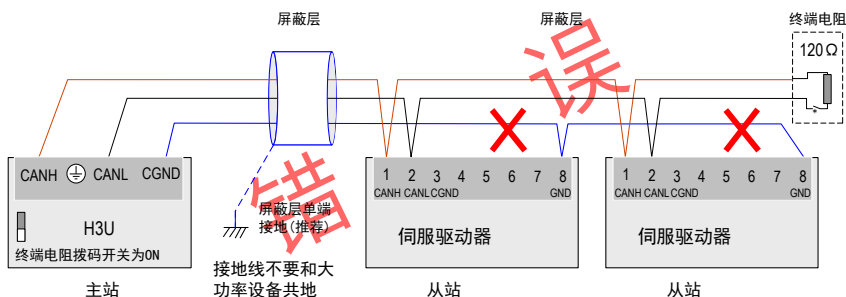 屏蔽层
屏蔽层
终端电阻
120Ω
误
错
CANH
CANL
CGND
H3U
终端电阻拨码开关为ON
主站
屏蔽层单端
接地(推荐)
接地线不要和大
功率设备共地
1 2 3 4 5 6 7 8
CANH CANL CGND GND
伺服驱动器
从站
1 2 3 4 5 6 7 8
CANH CANL CGND GND
伺服驱动器
从站